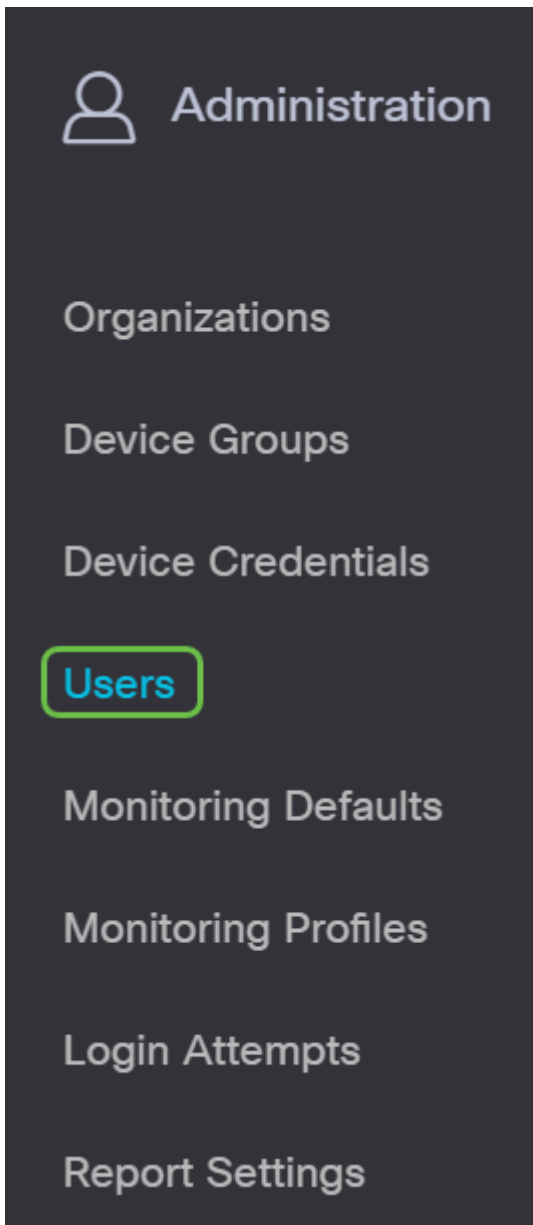 Administration
Organizations
Device Groups
Device Credentials
Users
Monitoring Defaults
Monitoring Profiles
Login Attempts
Report Settings